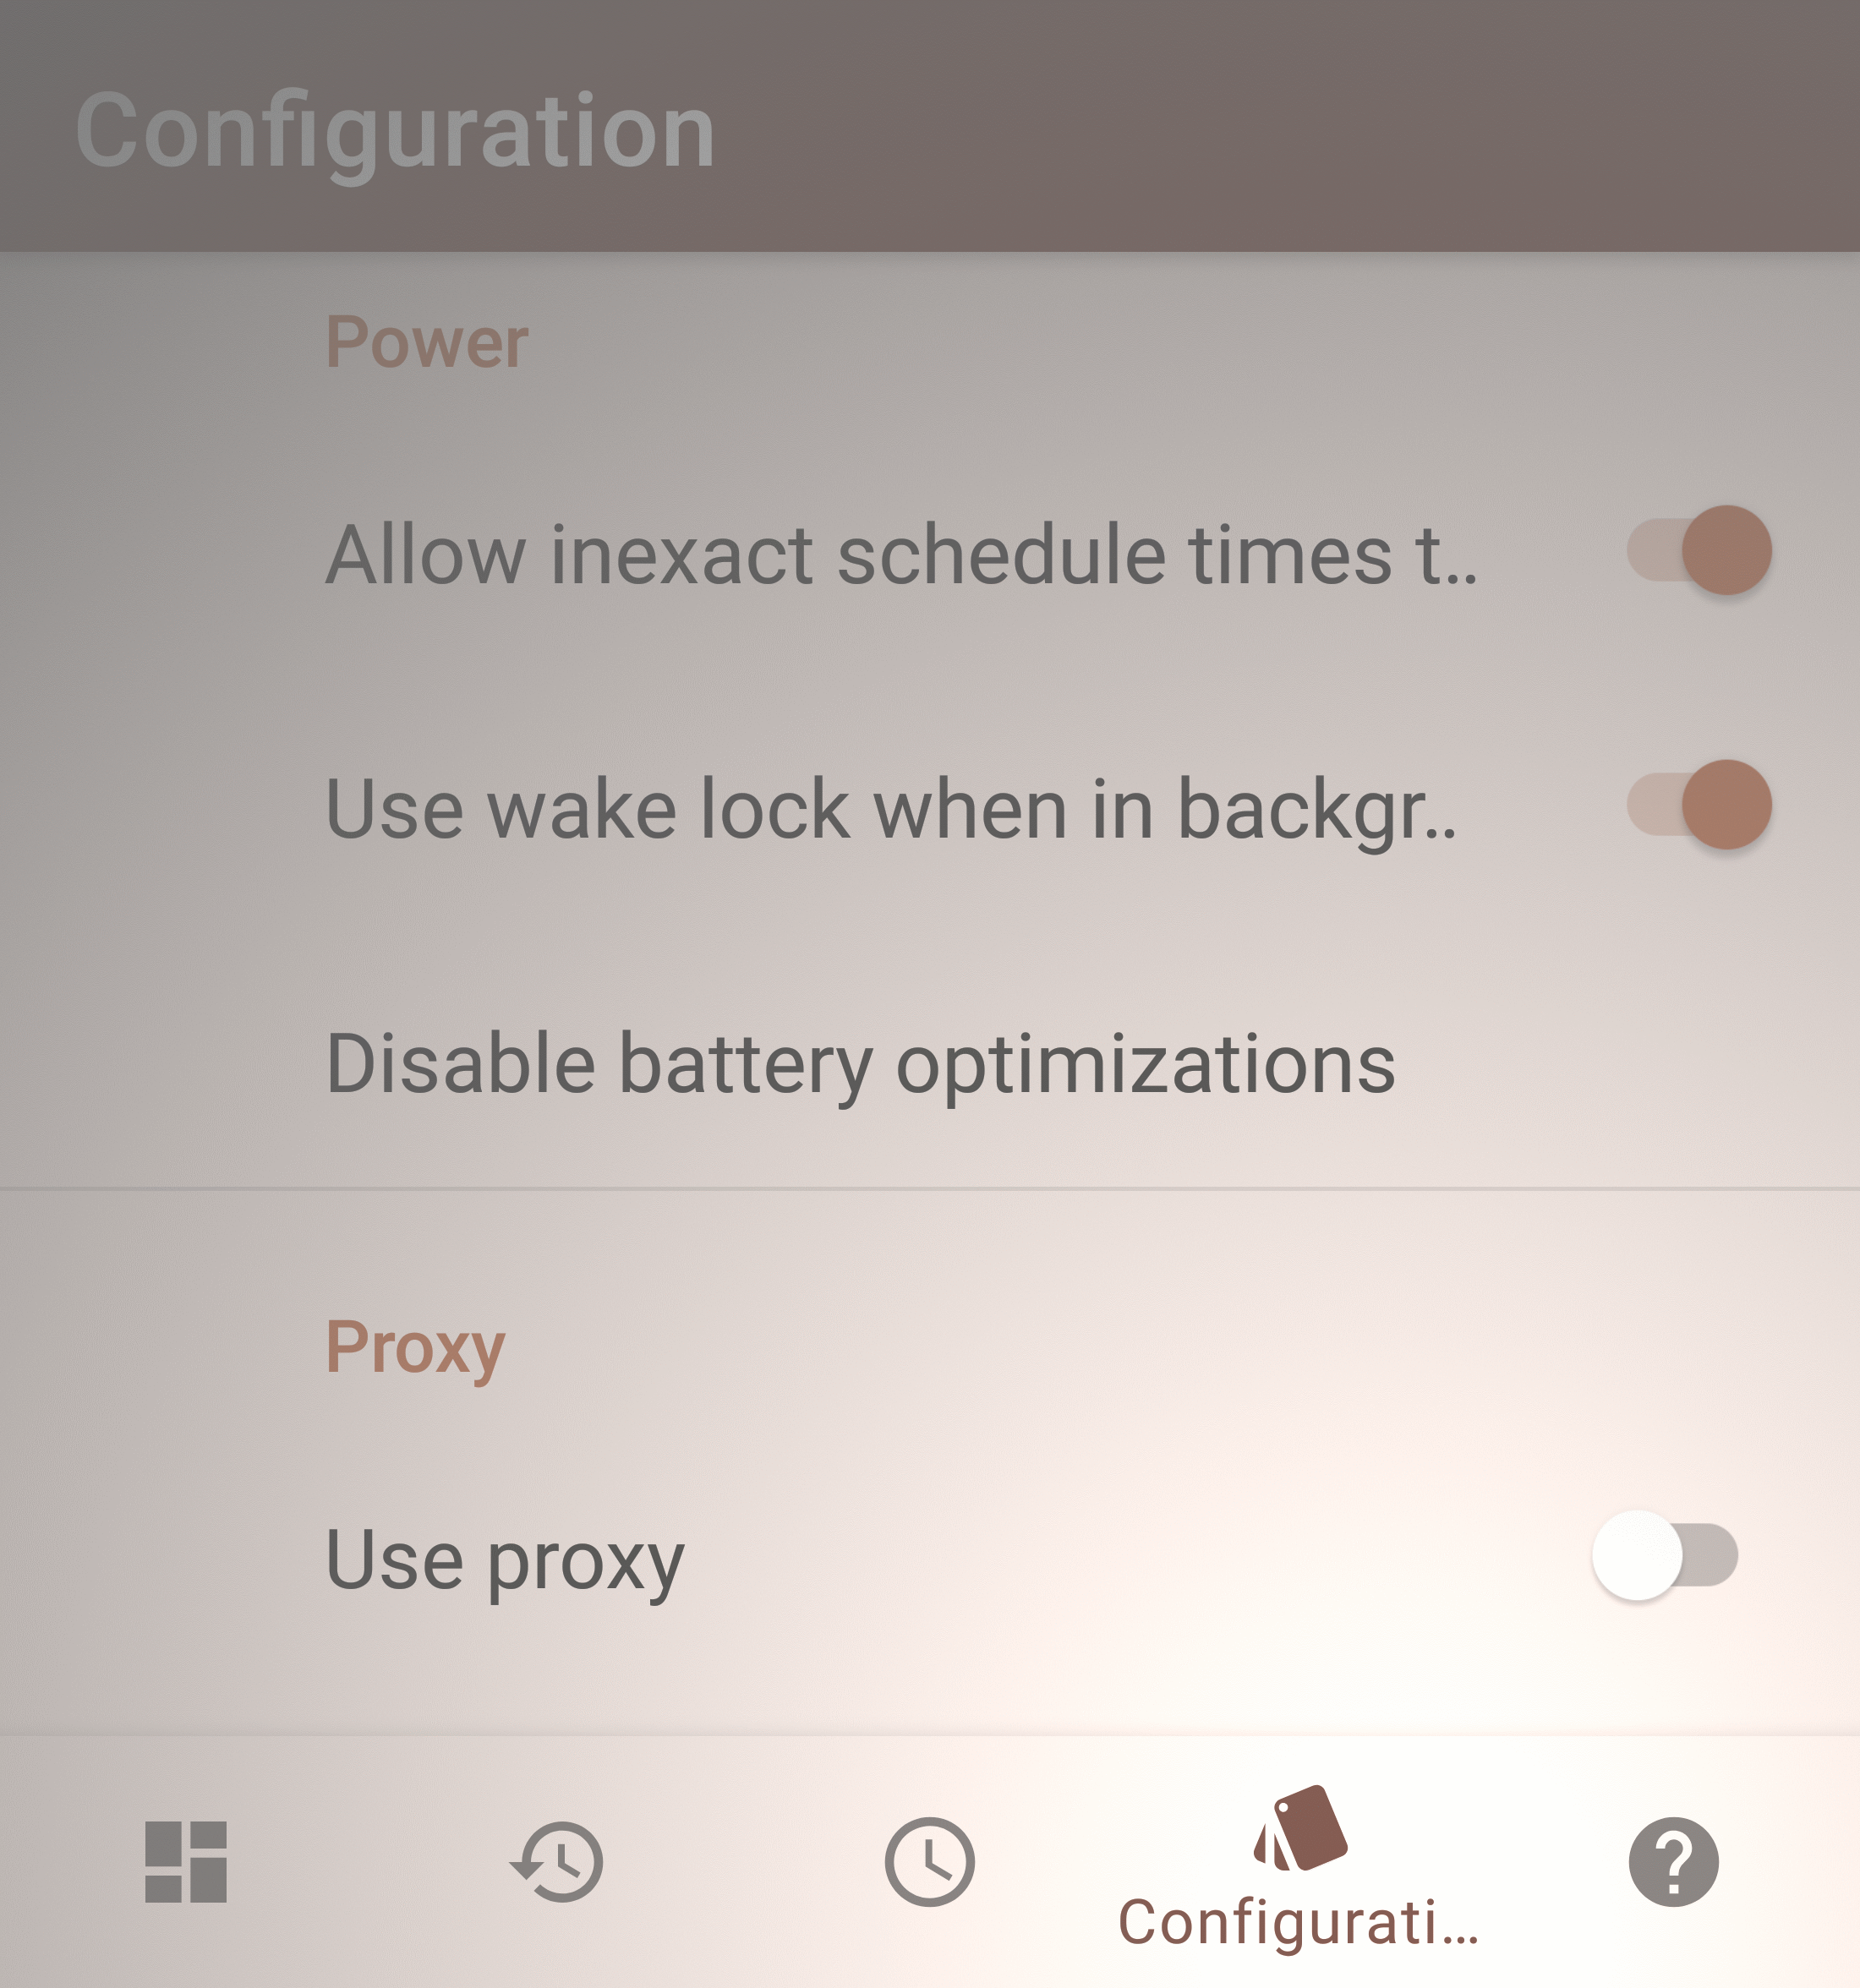 Configuration
Power
Allow inexact schedule times t..
Use wake lock when in backgr..
Disable battery optimizations
Proxy
Use proxy
Configurati...